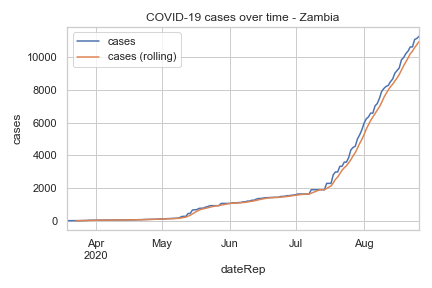 COVID-19 cases over time - Zambia
cases
cases (rolling)
10000
8000
6000
4000
2000
0
cases
Apr
2020
May
Jun
Jul
Aug
dateRep